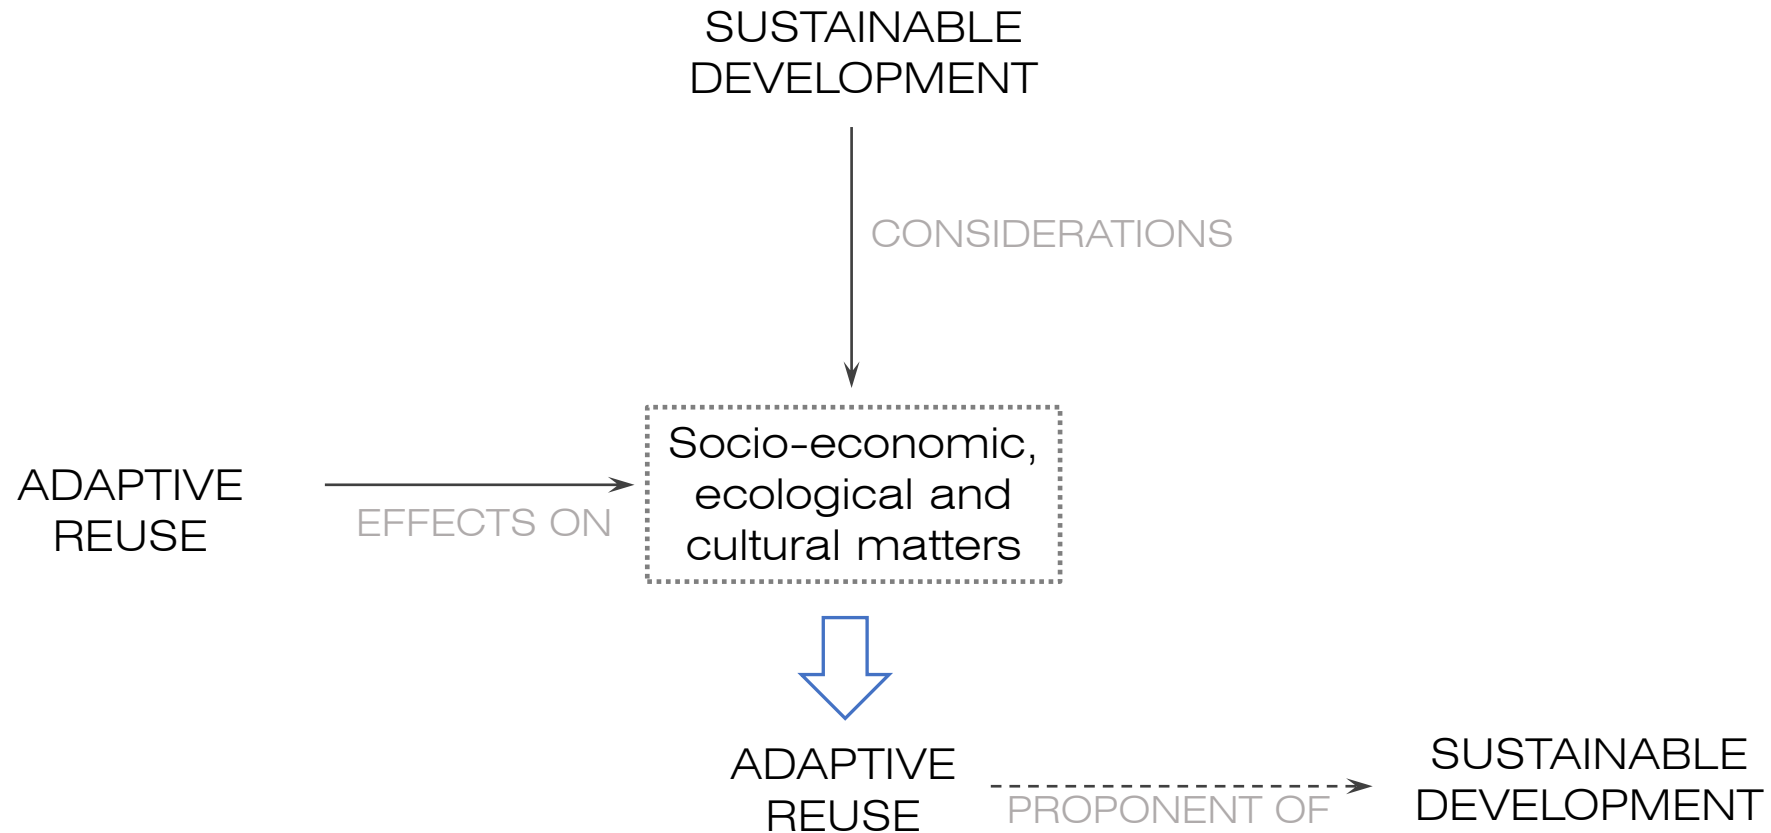 SUSTAINABLE
DEVELOPMENT
CONSIDERATIONS
Socio-economic,
ecological and
cultural matters
ADAPTIVE
REUSE
EFFECTS ON
ADAPTIVE
REUSE
PROPONENT OF
SUSTAINABLE
DEVELOPMENT